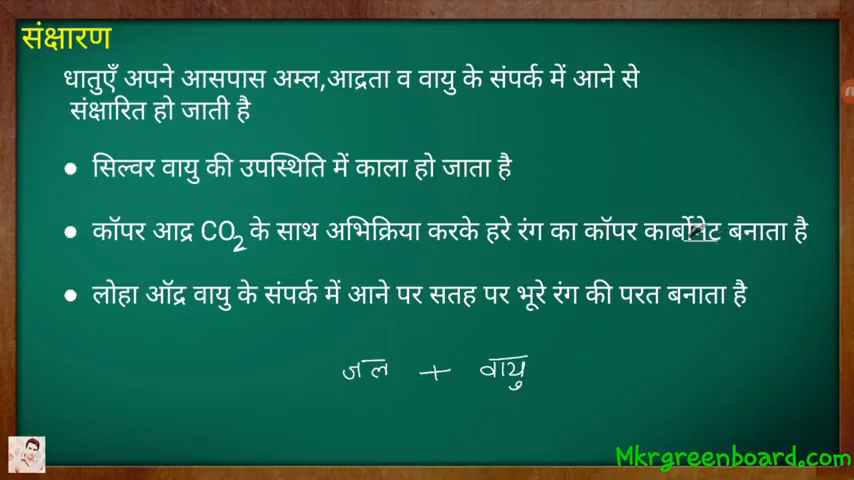 संक्षारण
धातुएँ अपने आसपास अम्ल,आद्रता व वायु के संपर्क में आने से
संक्षारित हो जाती है
• सिल्वर वायु की उपस्थिति में काला हो जाता है
• कॉपर आद्र CO2 के साथ अभिक्रिया करके हरे रंग का कॉपर कार्बोनेट बनाता है
• लोहा ऑद्र वायु के संपर्क में आने पर सतह पर भूरे रंग की परत बनाता है
जल + वायु
Mkrgreenboard.com